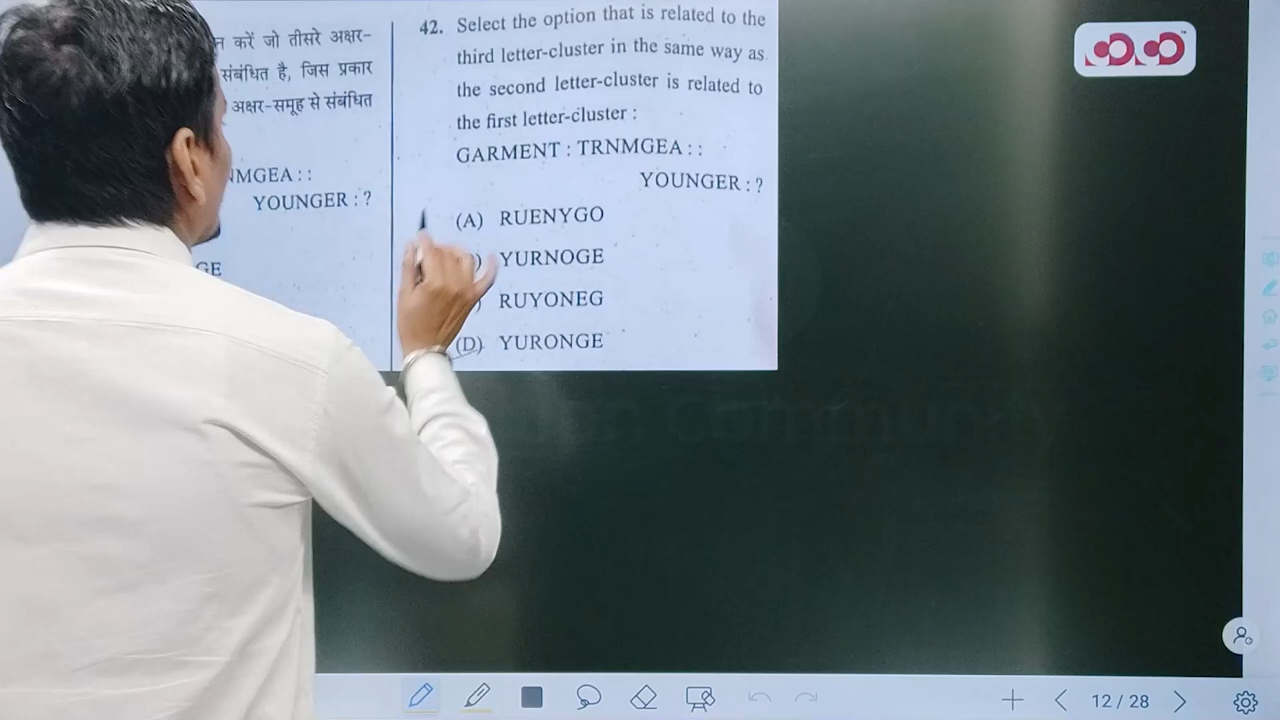 न करें जो तीसरे अक्षर-
संबंधित है, जिस प्रकार
अक्षर-समूह से संबंधित
NMGEA : :
YOUNGER : ?
GE
42. Select the option that is related to the
third letter-cluster in the same way as
the second letter-cluster is related to
the first letter-cluster :
GARMENT : TRNMGEA : :
YOUNGER : ?
(A) RUENYGO
) YURNOGE
) RUYONEG
(D) YURONGE
12 / 28